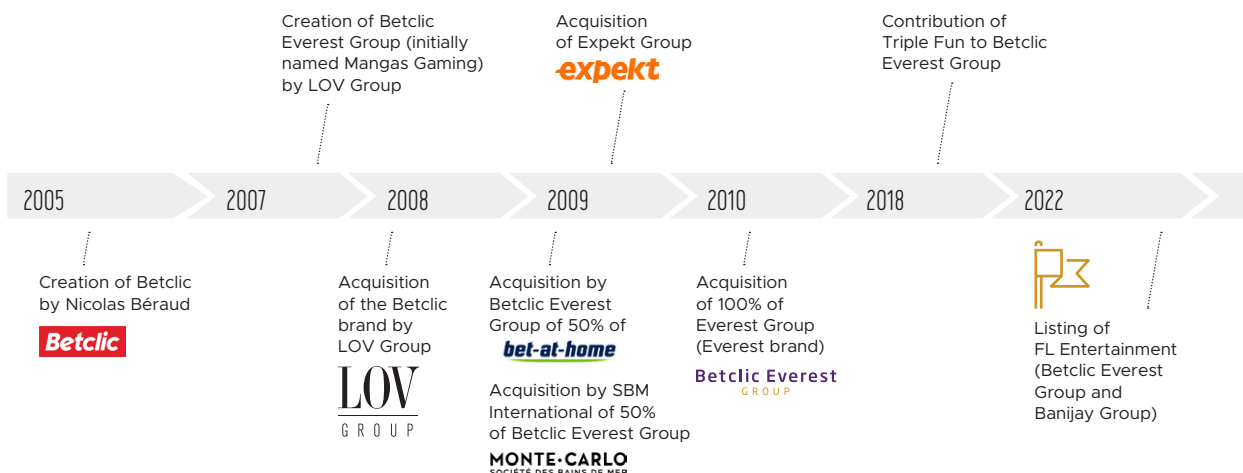 Creation of Betclic
Everest Group (initially
named Mangas Gaming)
by LOV Group
Acquisition
of Expekt Group
expekt
Contribution of
Triple Fun to Betclic
Everest Group
2005
2007
2008
2009
2010
2018
2022
Creation of Betclic
by Nicolas Béraud
Betclic
Acquisition
of the Betclic
brand by
LOV Group
LOV
GROUP
Acquisition by
Betclic Everest
Group of 50% of
bet-at-home
Acquisition by SBM
International of 50%
of Betclic Everest Group
MONTE·CARLO
SOCIÉTÉ DES BAINS DE MER
Acquisition
of 100% of
Everest Group
(Everest brand)
Betclic Everest
GROUP
Listing of
FL Entertainment
(Betclic Everest
Group and
Banijay Group)